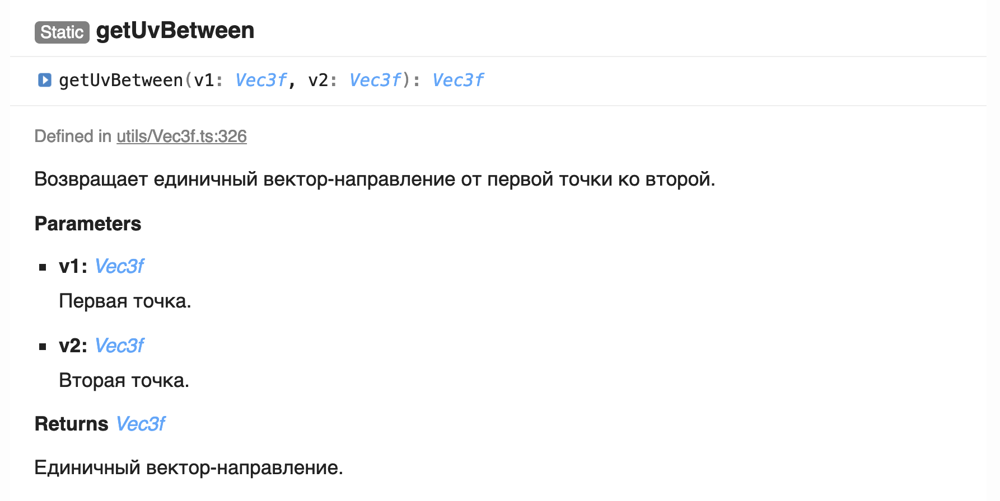 Static getUvBetween
getUvBetween(v1: Vec3f, v2: Vec3f): Vec3f
Defined in utils/Vec3f.ts:326
Возвращает единичный вектор-направление от первой точки ко второй.
Parameters
v1: Vec3f
Первая точка.
v2: Vec3f
Вторая точка.
Returns Vec3f
Единичный вектор-направление.